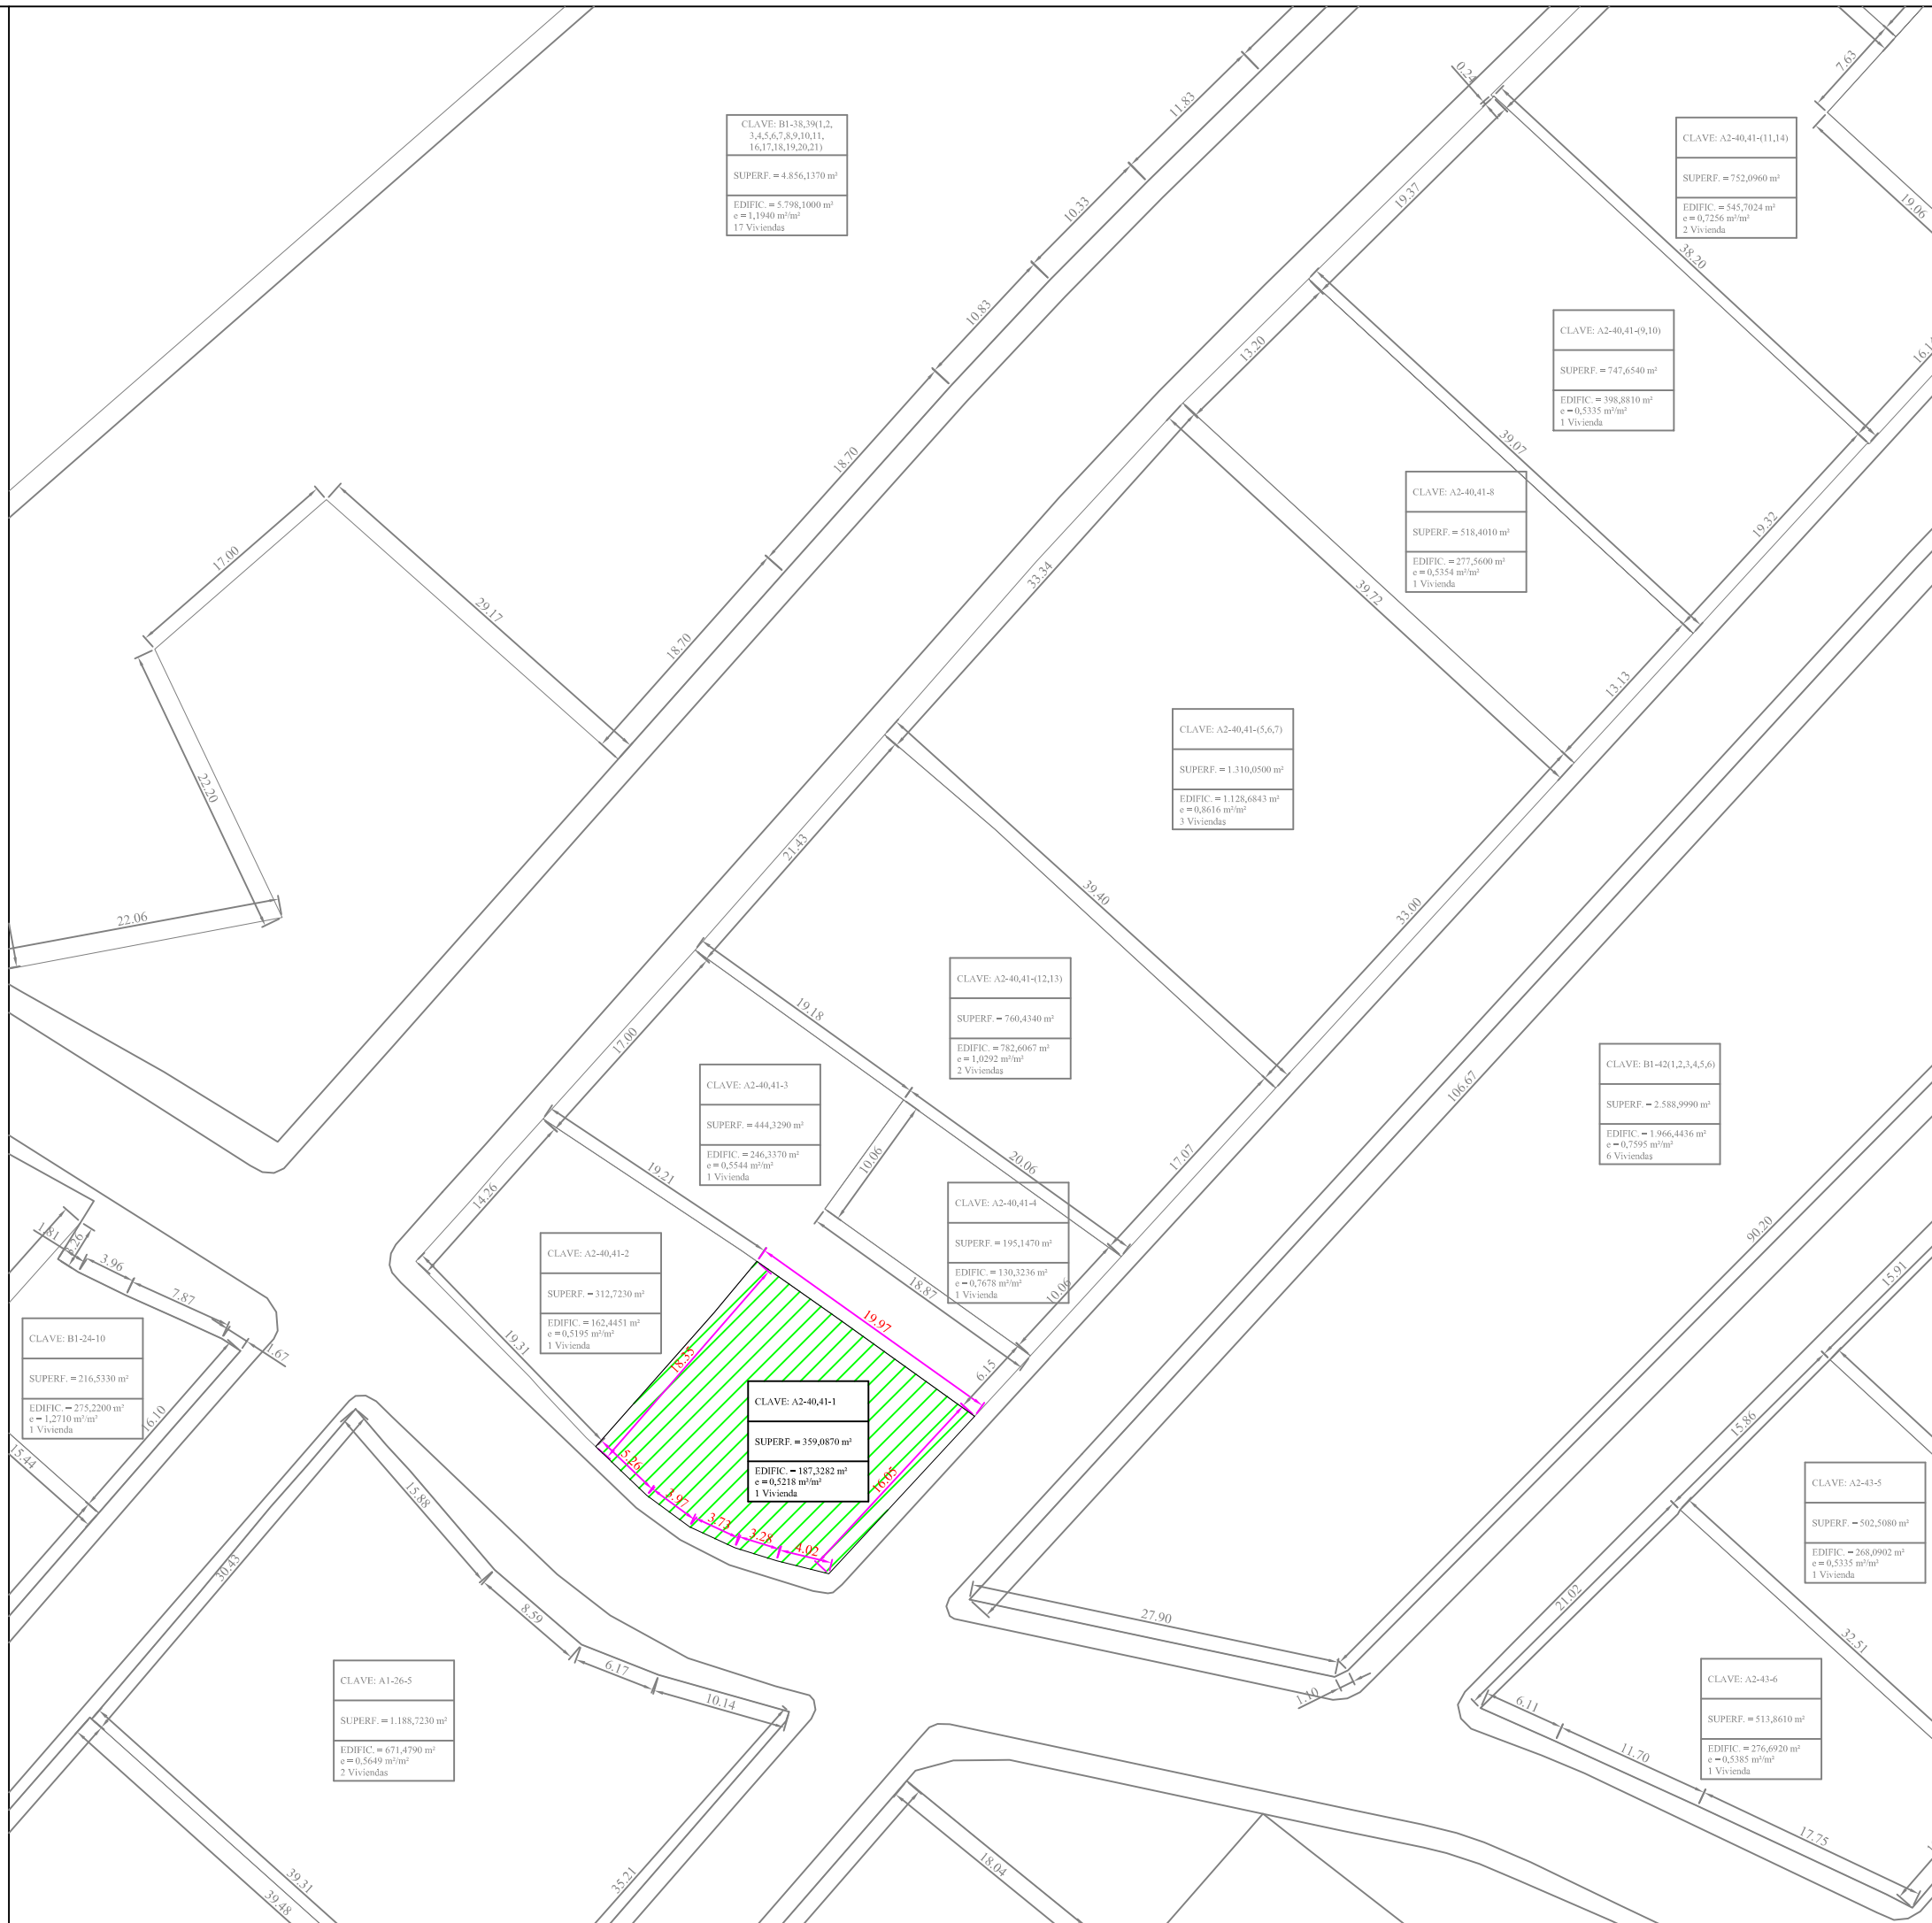 CLAVE: B1-38,39(1,2,
3,4,5,6,7,8,9,10,11,
16,17,18,19,20,21)
SUPERF. = 4.856,1370 m²
EDIFIC. = 5.798,1000 m²
e = 1,1940 m²/m²
17 Viviendas
CLAVE: A2-40,41-(11,14)
SUPERF. = 752,0960 m²
EDIFIC. = 545,7024 m²
e = 0,7256 m²/m²
2 Vivienda
CLAVE: A2-40,41-(9,10)
SUPERF. = 747,6540 m²
EDIFIC. = 398,8810 m²
e = 0,5335 m²/m²
1 Vivienda
CLAVE: A2-40,41-8
SUPERF. = 518,4010 m²
EDIFIC. = 277,5600 m²
e = 0,5354 m²/m²
1 Vivienda
CLAVE: A2-40,41-(5,6,7)
SUPERF. = 1.310,0500 m²
EDIFIC. = 1.128,6843 m²
e = 0,8616 m²/m²
3 Viviendas
CLAVE: A2-40,41-(12,13)
SUPERF. = 760,4340 m²
EDIFIC. = 782,6067 m²
e = 1,0292 m²/m²
2 Viviendas
CLAVE: B1-42(1,2,3,4,5,6)
SUPERF. = 2.588,9990 m²
EDIFIC. = 1.966,4436 m²
e = 0,7595 m²/m²
6 Viviendas
CLAVE: A2-40,41-3
SUPERF. = 444,3290 m²
EDIFIC. = 246,3370 m²
e = 0,5544 m²/m²
1 Vivienda
CLAVE: A2-40,41-4
SUPERF. = 195,1470 m²
EDIFIC. = 130,3236 m²
e = 0,7678 m²/m²
1 Vivienda
CLAVE: A2-40,41-2
SUPERF. = 312,7230 m²
EDIFIC. = 162,4451 m²
e = 0,5195 m²/m²
1 Vivienda
CLAVE: B1-24-10
SUPERF. = 216,5330 m²
EDIFIC. = 275,2200 m²
e = 1,2710 m²/m²
1 Vivienda
CLAVE: A2-40,41-1
SUPERF. = 359,0870 m²
EDIFIC. = 187,3282 m²
e = 0,5218 m²/m²
1 Vivienda
CLAVE: A2-43-5
SUPERF. = 502,5080 m²
EDIFIC. = 268,0902 m²
e = 0,5335 m²/m²
1 Vivienda
CLAVE: A1-26-5
SUPERF. = 1.188,7230 m²
EDIFIC. = 671,4790 m²
e = 0,5649 m²/m²
2 Viviendas
CLAVE: A2-43-6
SUPERF. = 513,8610 m²
EDIFIC. = 276,6920 m²
e = 0,5385 m²/m²
1 Vivienda
0.24
7.63
11.83
19.37
19.06
10.33
38.20
10.83
13.20
18.70
39.07
17.00
29.17
33.34
39.72
19.32
18.70
13.13
22.20
21.43
39.40
33.00
22.06
19.18
17.00
106.67
10.06
20.06
17.07
19.21
14.26
90.20
1.81
3.96
7.87
18.87
10.06
15.91
19.97
19.31
1.67
18.35
6.15
16.10
15.44
15.86
5.26
3.97
3.73
3.28
4.02
16.05
15.88
30.43
8.59
21.02
27.90
32.51
6.17
10.14
1.10
6.11
11.70
17.75
39.31
39.48
35.21
18.04